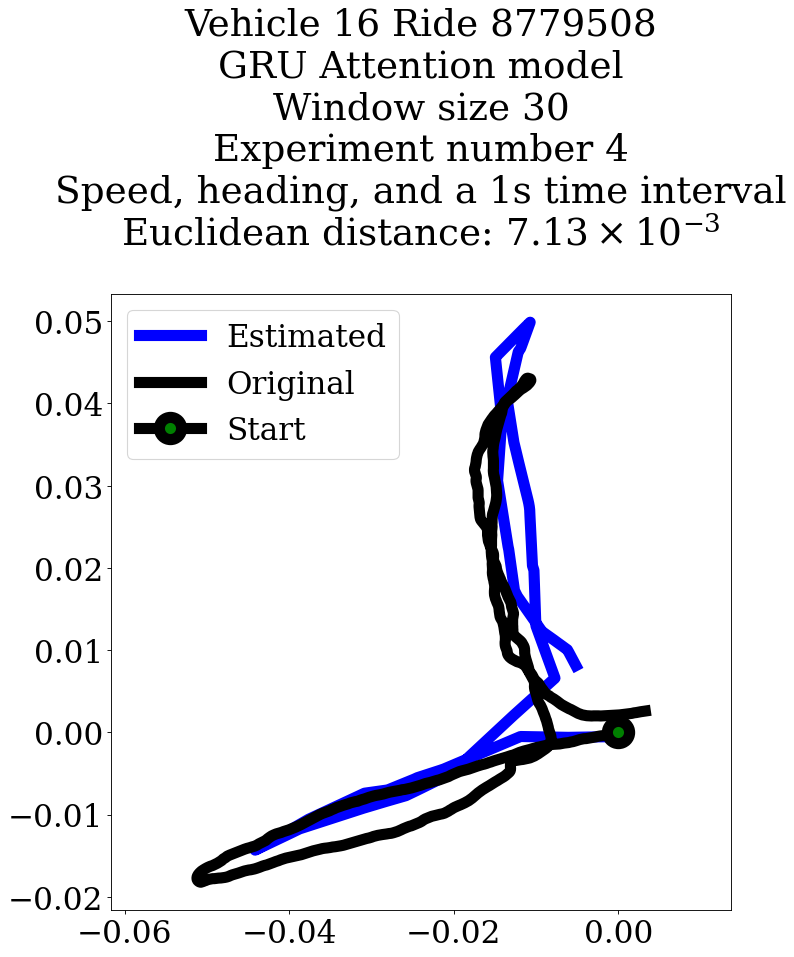 Vehicle 16 Ride 8779508
GRU Attention model
Window size 30
Experiment number 4
Speed, heading, and a 1s time interval
Euclidean distance: 7.13 × 10⁻³
Estimated
Original
Start
0.05
0.04
0.03
0.02
0.01
0.00
−0.01
−0.02
−0.06 −0.04 −0.02 0.00